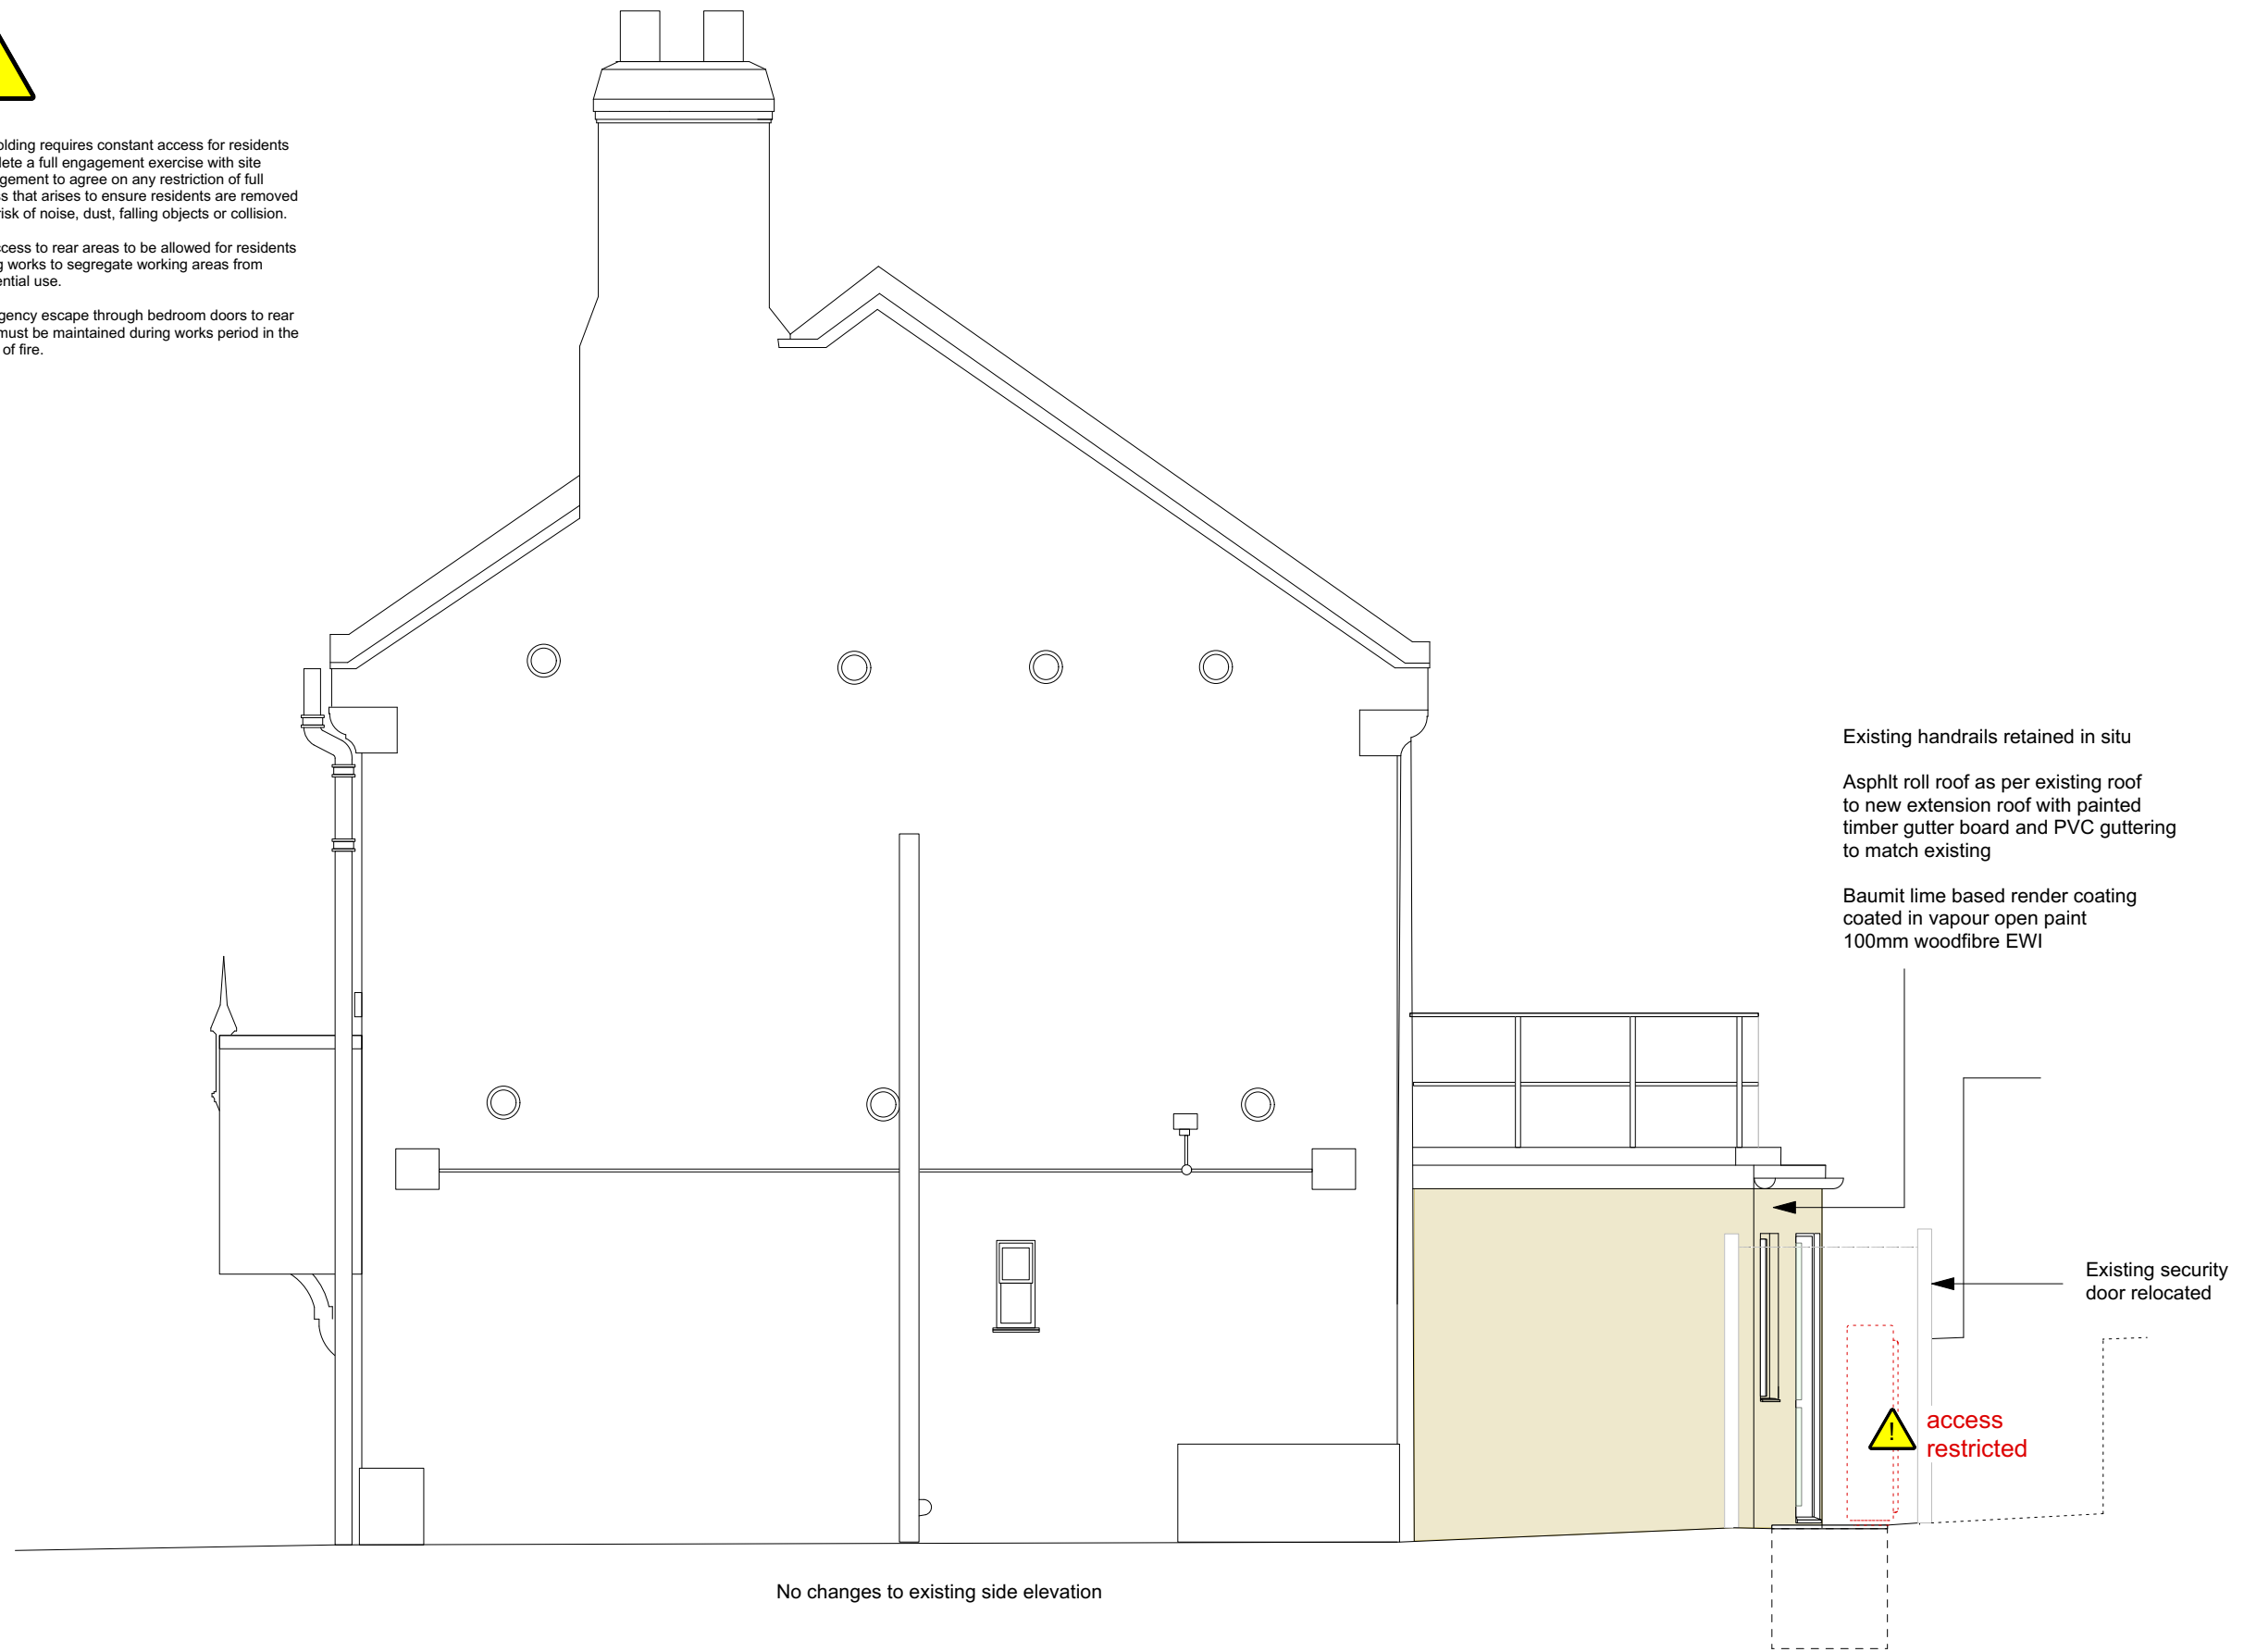 olding requires constant access for residents
lete a full engagement exercise with site
gement to agree on any restriction of full
s that arises to ensure residents are removed
risk of noise, dust, falling objects or collision.
ccess to rear areas to be allowed for residents
g works to segregate working areas from
ential use.
gency escape through bedroom doors to rear
must be maintained during works period in the
of fire.
Existing handrails retained in situ
Asphlt roll roof as per existing roof
to new extension roof with painted
timber gutter board and PVC guttering
to match existing
Baumit lime based render coating
coated in vapour open paint
100mm woodfibre EWI
Existing security
door relocated
!
access
restricted
No changes to existing side elevation